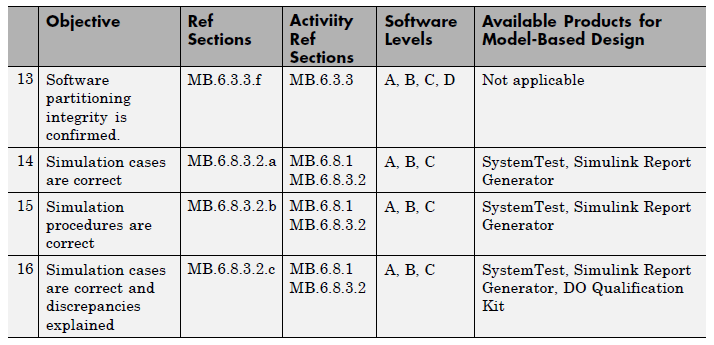 Objective Ref Sections Activiity Ref Sections Software Levels Available Products for Model-Based Design
13 Software partitioning integrity is confirmed. MB.6.3.3.f MB.6.3.3 A, B, C, D Not applicable
14 Simulation cases are correct MB.6.8.3.2.a MB.6.8.1 MB.6.8.3.2 A, B, C SystemTest, Simulink Report Generator
15 Simulation procedures are correct MB.6.8.3.2.b MB.6.8.1 MB.6.8.3.2 A, B, C SystemTest, Simulink Report Generator
16 Simulation cases are correct and discrepancies explained MB.6.8.3.2.c MB.6.8.1 MB.6.8.3.2 A, B, C SystemTest, Simulink Report Generator, DO Qualification Kit